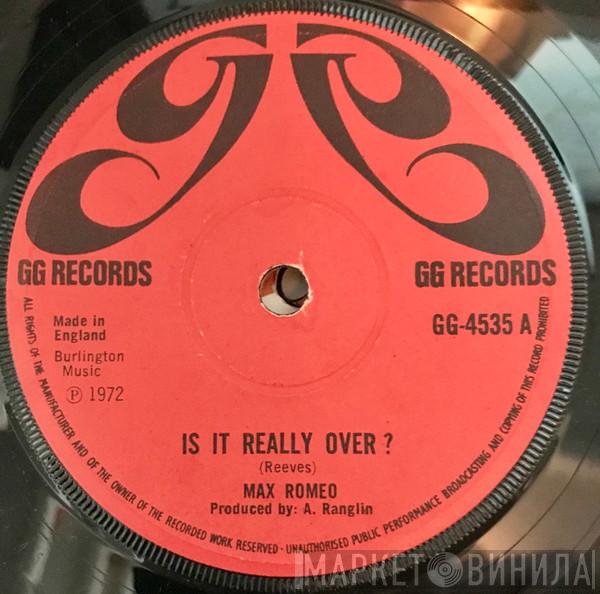 GG RECORDS
GG RECORDS
GG-4535 A
Made in
England
Burlington
Music
℗ 1972
IS IT REALLY OVER?
(Reeves)
MAX ROMEO
Produced by: A. Ranglin
ALL RIGHTS OF THE MANUFACTURER AND OF THE OWNER OF THE RECORDED WORK RESERVED - UNAUTHORISED PUBLIC PERFORMANCE BROADCASTING AND COPYING OF THIS RECORD PROHIBITED
МАРКЕТ ВИНИЛА